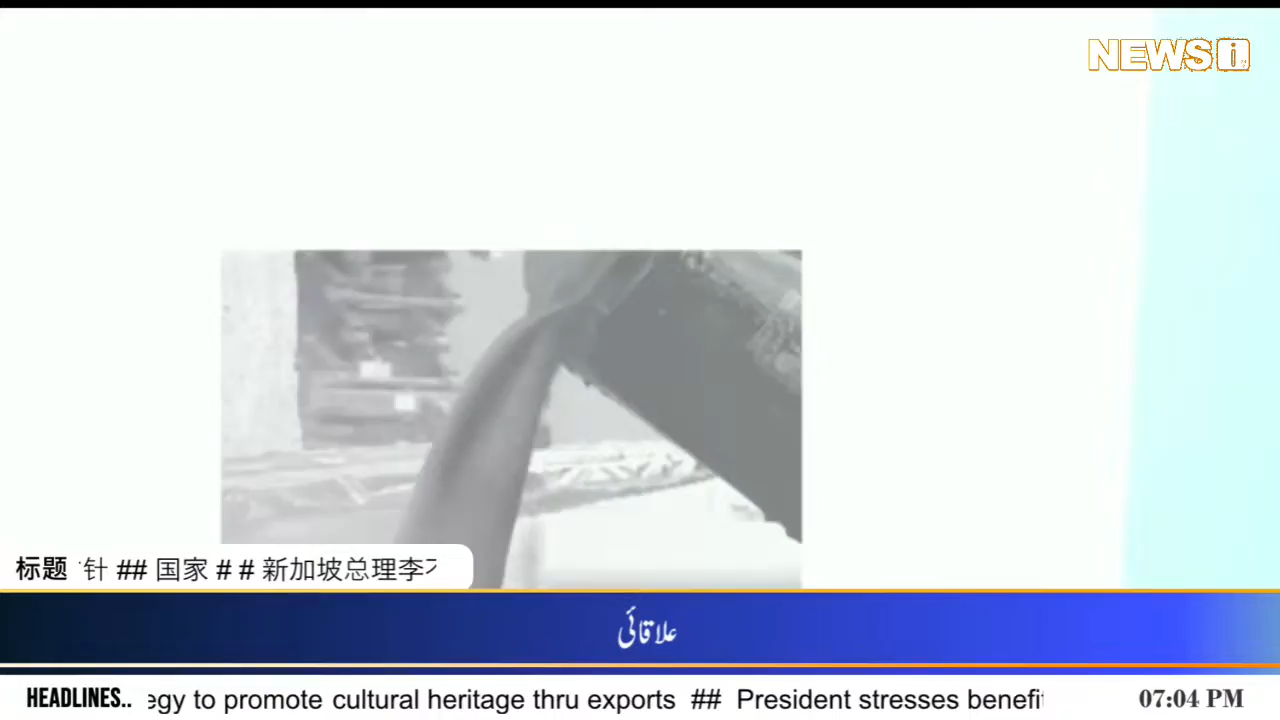 NEWS i
标题 针 ## 国家 # # 新加坡总理李
علاقائی
HEADLINES.. egy to promote cultural heritage thru exports ## President stresses benefit
07:04 PM